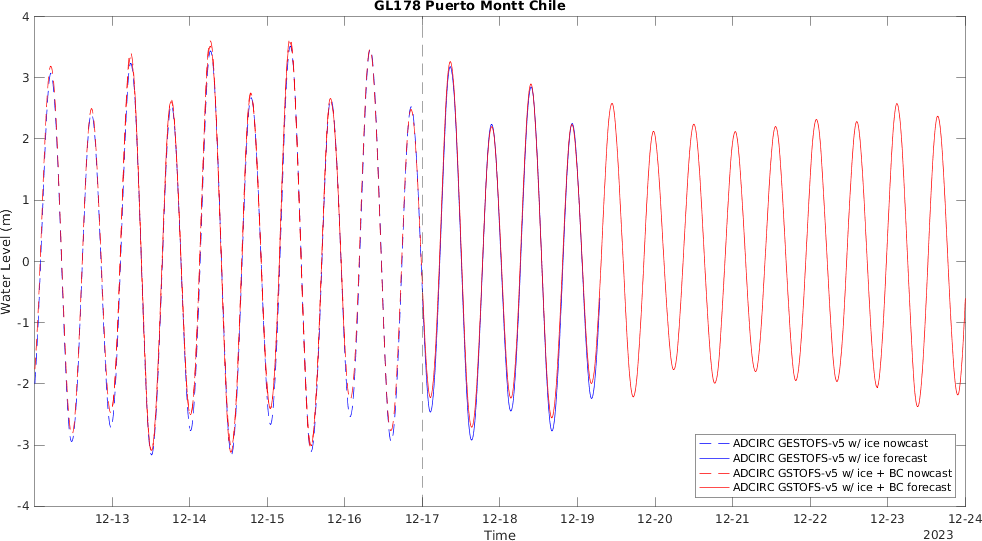 GL178 Puerto Montt Chile
4
3
2
1
0
-1
-2
-3
-4
Water Level (m)
ADCIRC GESTOFS-v5 w/ ice nowcast
ADCIRC GESTOFS-v5 w/ ice forecast
ADCIRC GSTOFS-v5 w/ ice + BC nowcast
ADCIRC GSTOFS-v5 w/ ice + BC forecast
12-13 12-14 12-15 12-16 12-17 12-18 12-19 12-20 12-21 12-22 12-23 12-24
Time
2023